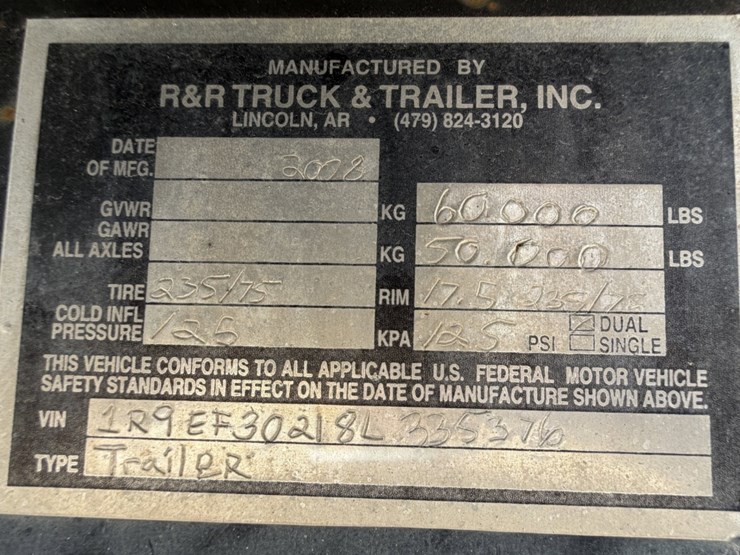 MANUFACTURED BY
R&R TRUCK & TRAILER, INC.
LINCOLN, AR • (479) 824-3120
DATE
OF MFG. 2008
GVWR KG 60,000 LBS
GAWR
ALL AXLES KG 50,000 LBS
TIRE 235/75 RIM 17.5 235/75
COLD INFL
PRESSURE 125 KPA 125 PSI DUAL
SINGLE
THIS VEHICLE CONFORMS TO ALL APPLICABLE U.S. FEDERAL MOTOR VEHICLE
SAFETY STANDARDS IN EFFECT ON THE DATE OF MANUFACTURE SHOWN ABOVE.
VIN 1R9EF30218L335376
TYPE TraileR